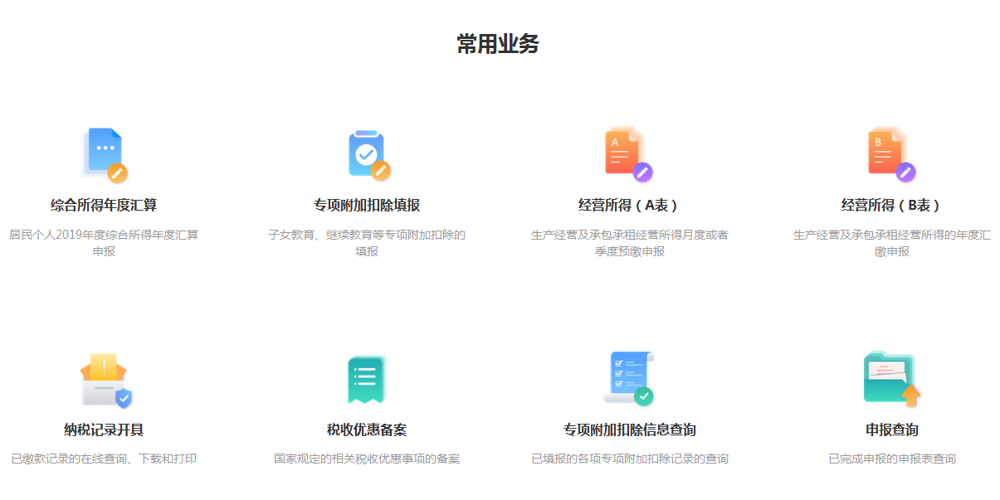 常用业务
综合所得年度汇算
居民个人2019年度综合所得年度汇算
申报
专项附加扣除填报
子女教育、继续教育等专项附加扣除的
填报
A
经营所得（A表）
生产经营及承包承租经营所得月度或者
季度预缴申报
B
经营所得（B表）
生产经营及承包承租经营所得的年度汇
缴申报
纳税记录开具
已缴款记录的在线查询、下载和打印
税收优惠备案
国家规定的相关税收优惠事项的备案
专项附加扣除信息查询
已填报的各项专项附加扣除记录的查询
申报查询
已完成申报的申报表查询